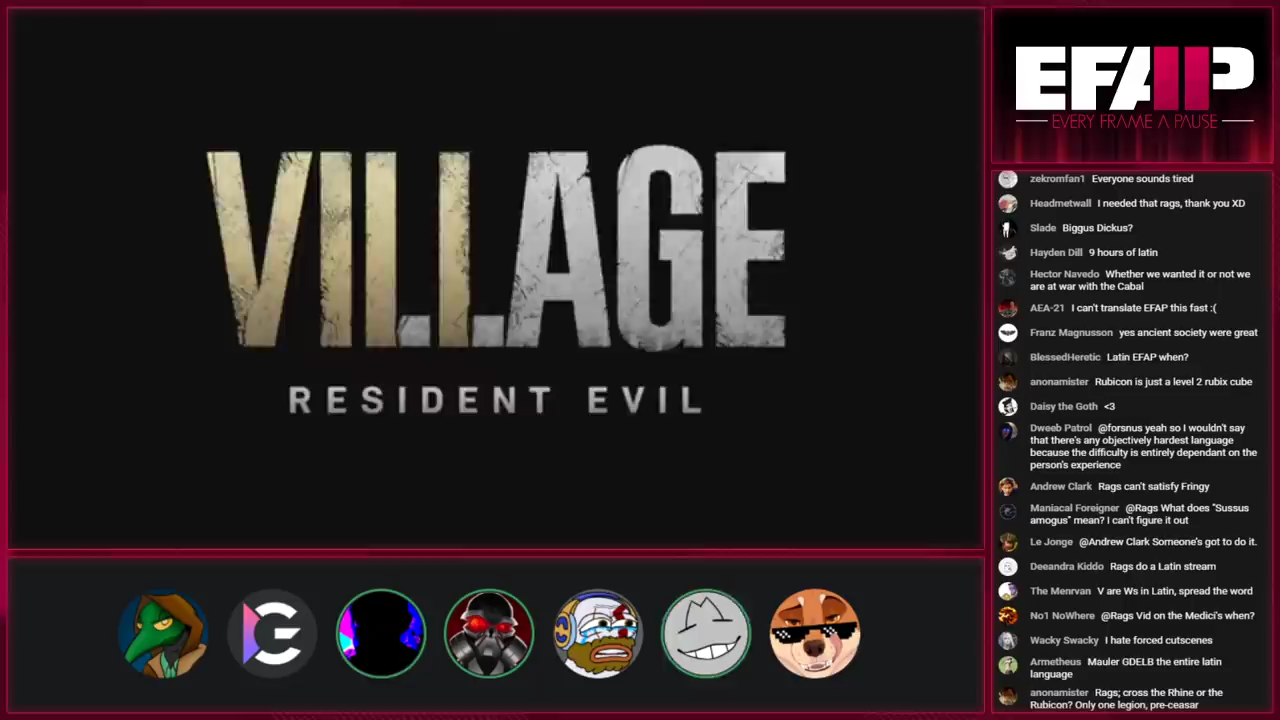 VILLAGE
RESIDENT EVIL
EFAP
EVERY FRAME A PAUSE
zekromfan1 Everyone sounds tired
Headmetwall I needed that rags, thank you XD
Slade Biggus Dickus?
Hayden Dill 9 hours of latin
Hector Navedo Whether we wanted it or not we
are at war with the Cabal
AEA-21 I can't translate EFAP this fast :(
Franz Magnusson yes ancient society were great
BlessedHeretic Latin EFAP when?
anonamister Rubicon is just a level 2 rubix cube
Daisy the Goth <3
Dweeb Patrol @forsnus yeah so I wouldn't say
that there's any objectively hardest language
because the difficulty is entirely dependant on the
person's experience
Andrew Clark Rags can't satisfy Fringy
Maniacal Foreigner @Rags What does "Sussus
amogus" mean? I can't figure it out
Le Jonge @Andrew Clark Someone's got to do it.
Deeandra Kiddo Rags do a Latin stream
The Menrvan V are Ws in Latin, spread the word
No1 NoWhere @Rags Vid on the Medici's when?
Wacky Swacky I hate forced cutscenes
Armetheus Mauler GDELB the entire latin
language
anonamister Rags; cross the Rhine or the
Rubicon? Only one legion, pre-ceasar